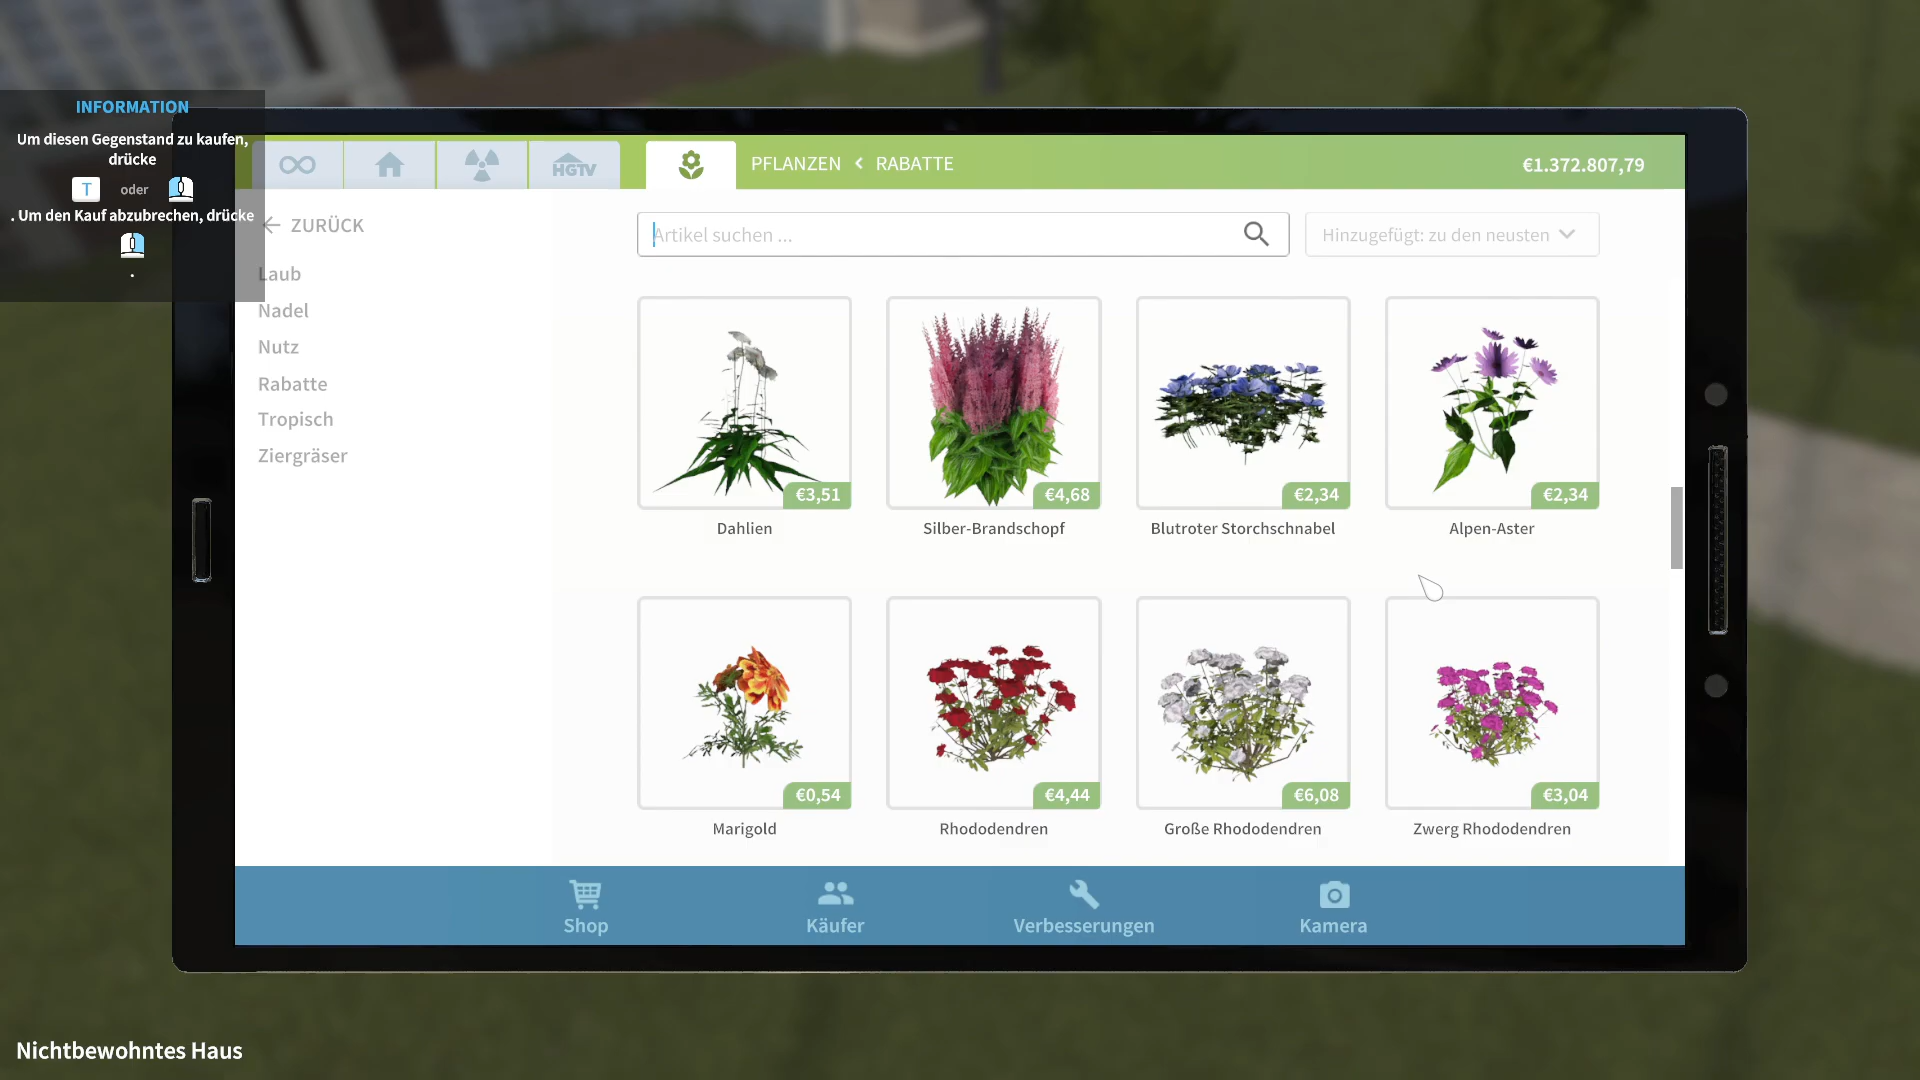 INFORMATION
Um diesen Gegenstand zu kaufen,
drücke
T oder
. Um den Kauf abzubrechen, drücke
.
HGTV
PFLANZEN < RABATTE
€1.372.807,79
← ZURÜCK
Laub
Nadel
Nutz
Rabatte
Tropisch
Ziergräser
Artikel suchen ...
Hinzugefügt: zu den neusten
€3,51
€4,68
€2,34
€2,34
Dahlien
Silber-Brandschopf
Blutroter Storchschnabel
Alpen-Aster
€0,54
€4,44
€6,08
€3,04
Marigold
Rhododendren
Große Rhododendren
Zwerg Rhododendren
Shop
Käufer
Verbesserungen
Kamera
Nichtbewohntes Haus